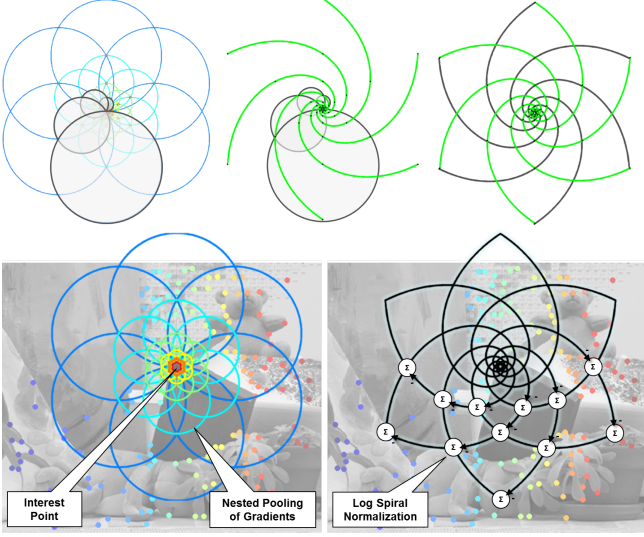 Σ Σ
Σ Σ Σ Σ
Σ Σ Σ
Σ Σ
Σ
Interest
Point
Nested Pooling
of Gradients
Log Spiral
Normalization